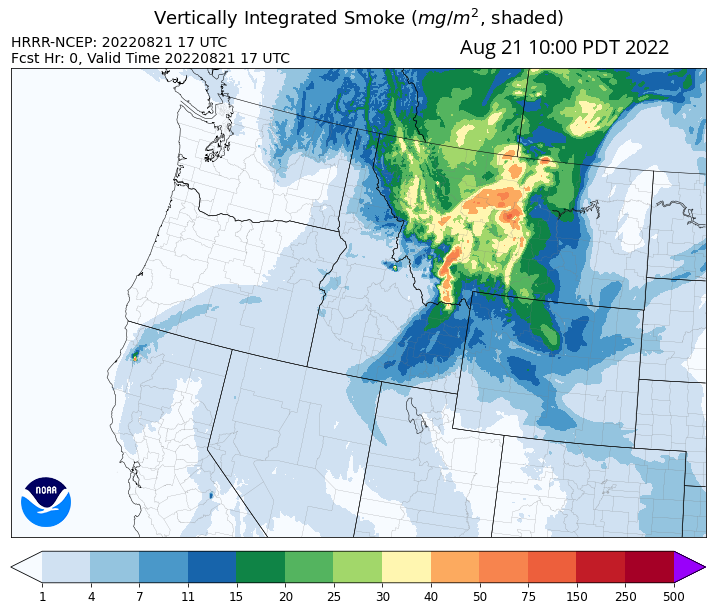 Vertically Integrated Smoke (mg/m², shaded)
HRRR-NCEP: 20220821 17 UTC
Aug 21 10:00 PDT 2022
Fcst Hr: 0, Valid Time 20220821 17 UTC
NOAA
1 4 7 11 15 20 25 30 40 50 75 150 250 500